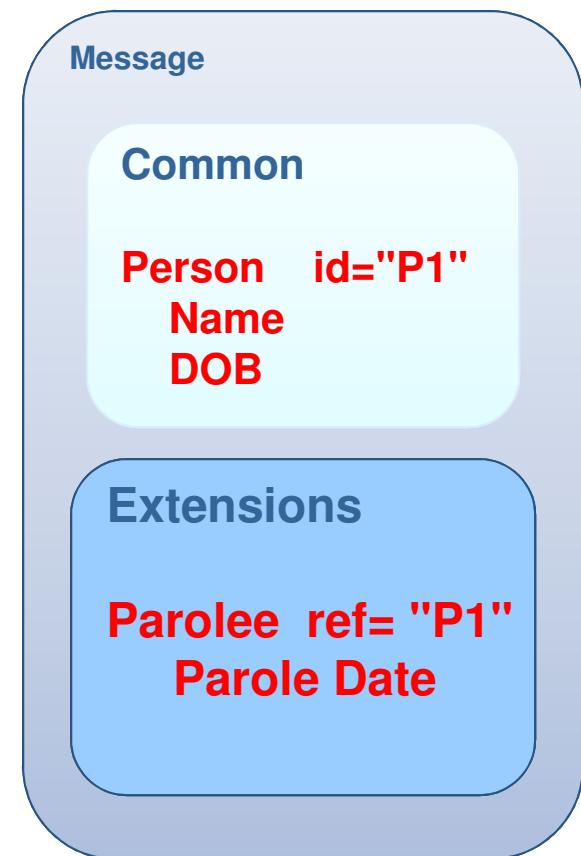 Message
Common
Person id="P1"
Name
DOB
Extensions
Parolee ref= "P1"
Parole Date